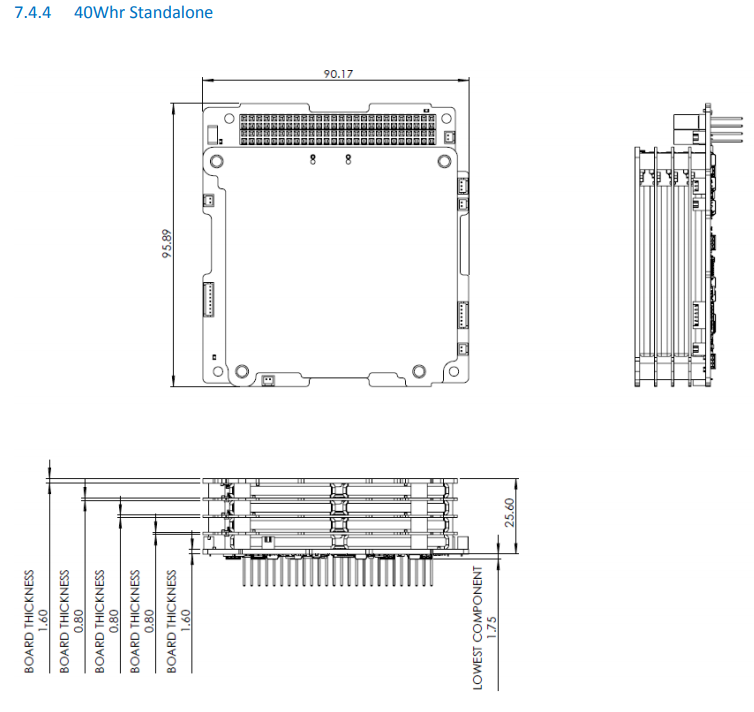 7.4.4 40Whr Standalone
90.17
95.89
25.60
BOARD THICKNESS
1.60
BOARD THICKNESS
0.80
BOARD THICKNESS
0.80
BOARD THICKNESS
0.80
BOARD THICKNESS
1.60
LOWEST COMPONENT
1.75